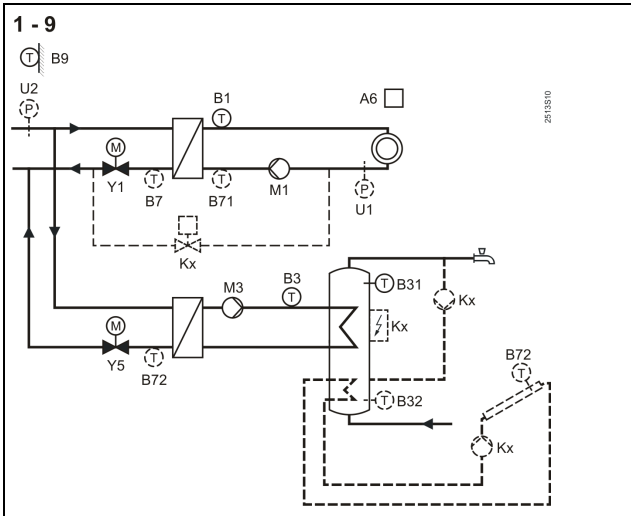 1 - 9
T B9
U2
P
B1
T
A6
2513S10
M
Y1
T
B7
T
B71
M1
P
U1
Kx
M3
B3
T
T B31
Kx
Kx
M
Y5
T
B72
T B32
B72
T
Kx